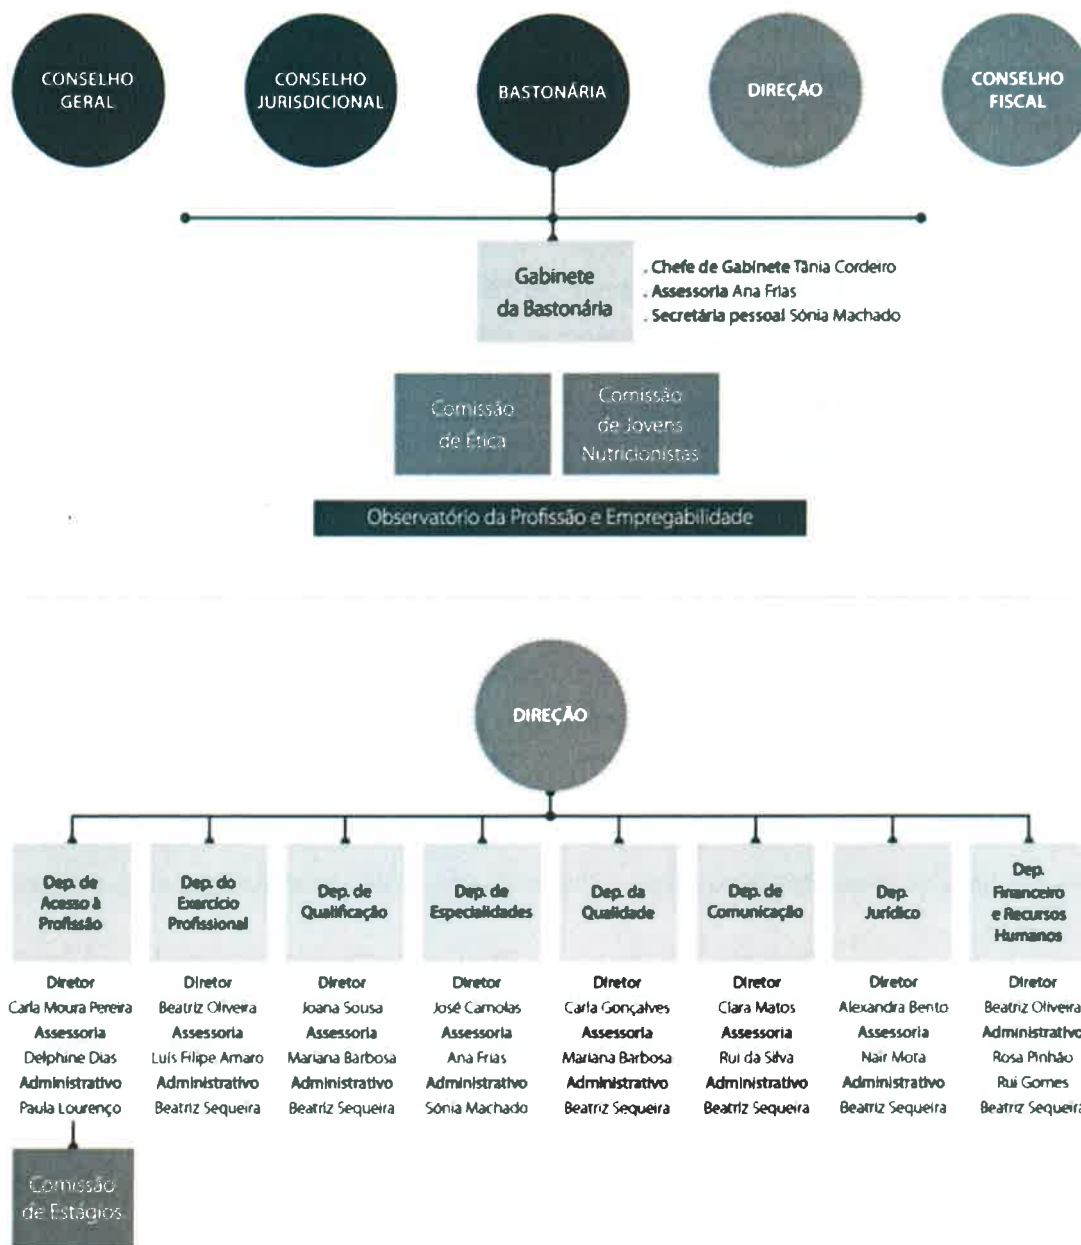 CONSELHO
GERAL
CONSELHO
JURISDICIONAL
BASTONÁRIA
DIREÇÃO
CONSELHO
FISCAL
Gabinete
da Bastonária
. Chefe de Gabinete Tânia Cordeiro
. Assessoria Ana Frias
. Secretária pessoal Sónia Machado
Comissão
de Ética
Comissão
de Jovens
Nutricionistas
Observatório da Profissão e Empregabilidade
DIREÇÃO
Dep. de
Acesso à
Profissão
Diretor
Carla Moura Pereira
Assessoria
Delphine Dias
Administrativo
Paula Lourenço
Comissão
de Estágios
Dep. do
Exercício
Profissional
Diretor
Beatriz Oliveira
Assessoria
Luís Filipe Amaro
Administrativo
Beatriz Sequeira
Dep. de
Qualificação
Diretor
Joana Sousa
Assessoria
Mariana Barbosa
Administrativo
Beatriz Sequeira
Dep. de
Especialidades
Diretor
José Camolas
Assessoria
Ana Frias
Administrativo
Sónia Machado
Dep. da
Qualidade
Diretor
Carla Gonçalves
Assessoria
Mariana Barbosa
Administrativo
Beatriz Sequeira
Dep. de
Comunicação
Diretor
Clara Matos
Assessoria
Rui da Silva
Administrativo
Beatriz Sequeira
Dep.
Jurídico
Diretor
Alexandra Bento
Assessoria
Nair Mota
Administrativo
Beatriz Sequeira
Dep.
Financeiro
e Recursos
Humanos
Diretor
Beatriz Oliveira
Administrativo
Rosa Pinhão
Rui Gomes
Beatriz Sequeira